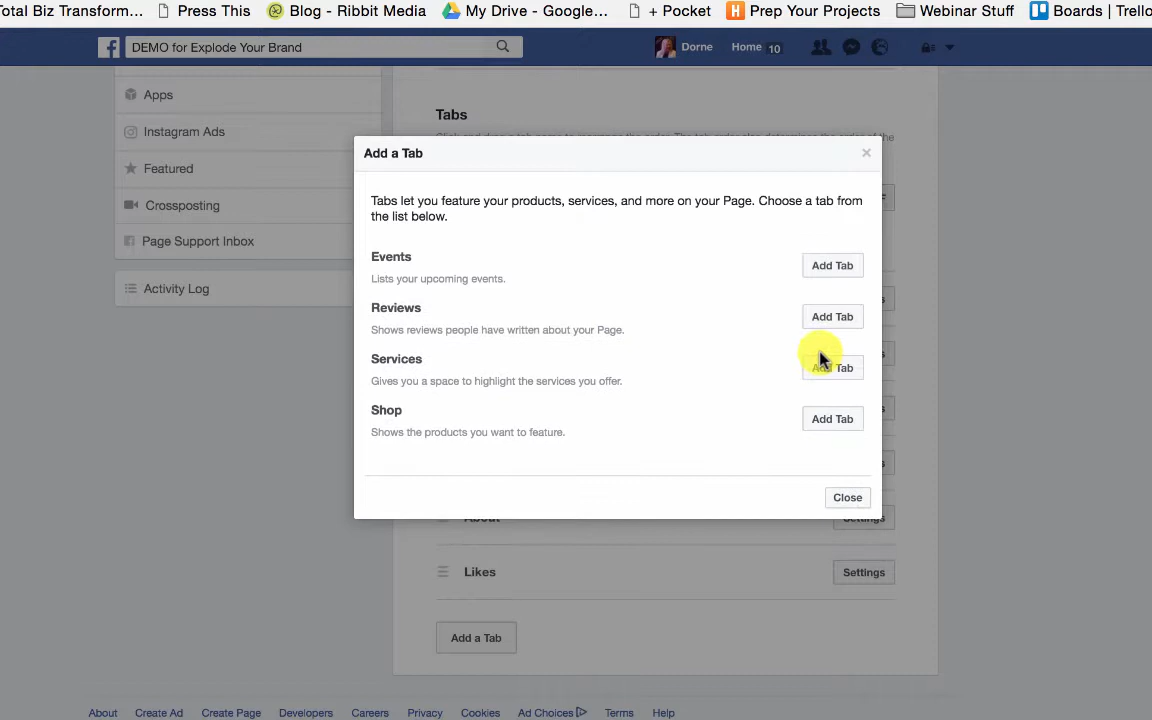 Total Biz Transform... Press This Blog - Ribbit Media My Drive - Google... + Pocket Prep Your Projects Webinar Stuff Boards | Trello
DEMO for Explode Your Brand Dorne Home 10
Apps
Instagram Ads
Featured
Crossposting
Page Support Inbox
Activity Log
Tabs
Add a Tab
Tabs let you feature your products, services, and more on your Page. Choose a tab from
the list below.
Events
Lists your upcoming events.
Add Tab
Reviews
Shows reviews people have written about your Page.
Add Tab
Services
Gives you a space to highlight the services you offer.
Add Tab
Shop
Shows the products you want to feature.
Add Tab
Close
About Settings
Likes Settings
Add a Tab
About Create Ad Create Page Developers Careers Privacy Cookies Ad Choices Terms Help